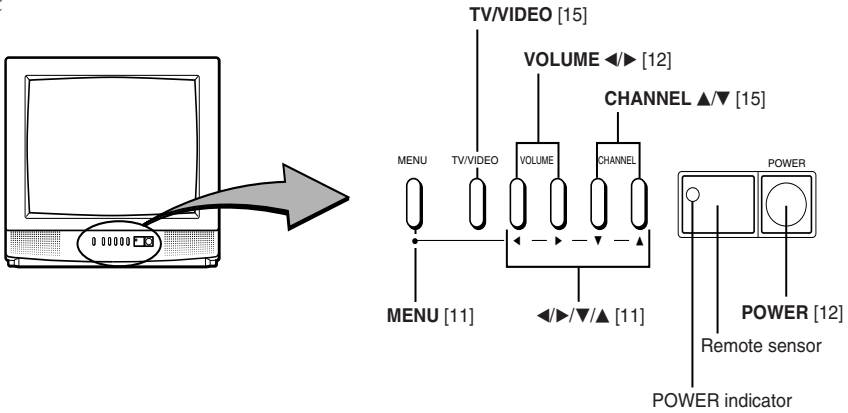 TV/VIDEO [15]
VOLUME ◀/▶ [12]
CHANNEL ▲/▼ [15]
MENU TV/VIDEO VOLUME CHANNEL POWER
◀ — ▶ — ▼ — ▲
MENU [11] ◀/▶/▼/▲ [11] POWER [12]
Remote sensor
POWER indicator